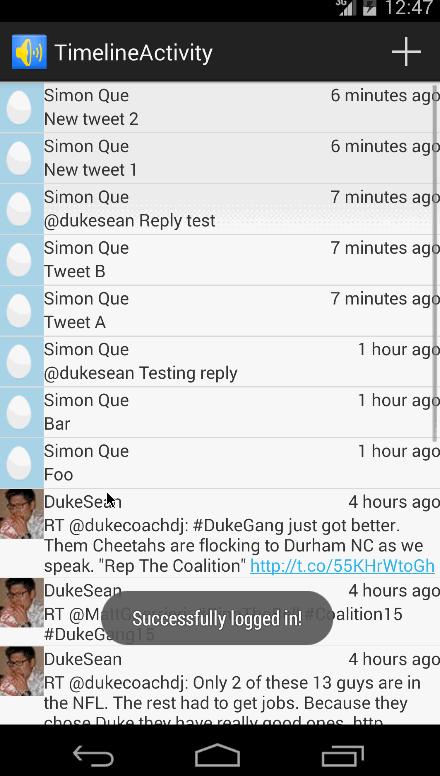 3G 12:47
TimelineActivity
Simon Que 6 minutes ago
New tweet 2
Simon Que 6 minutes ago
New tweet 1
Simon Que 7 minutes ago
@dukesean Reply test
Simon Que 7 minutes ago
Tweet B
Simon Que 7 minutes ago
Tweet A
Simon Que 1 hour ago
@dukesean Testing reply
Simon Que 1 hour ago
Bar
Simon Que 1 hour ago
Foo
DukeSean 4 hours ago
RT @dukecoachdj: #DukeGang just got better.
Them Cheetahs are flocking to Durham NC as we
speak. "Rep The Coalition" http://t.co/55KHrWtoGh
DukeSean 4 hours ago
RT #Coalition15
#DukeGang15
Successfully logged in!
DukeSean 4 hours ago
RT @dukecoachdj: Only 2 of these 13 guys are in
the NFL. The rest had to get jobs. Because they
chose Duke they have really good ones. http